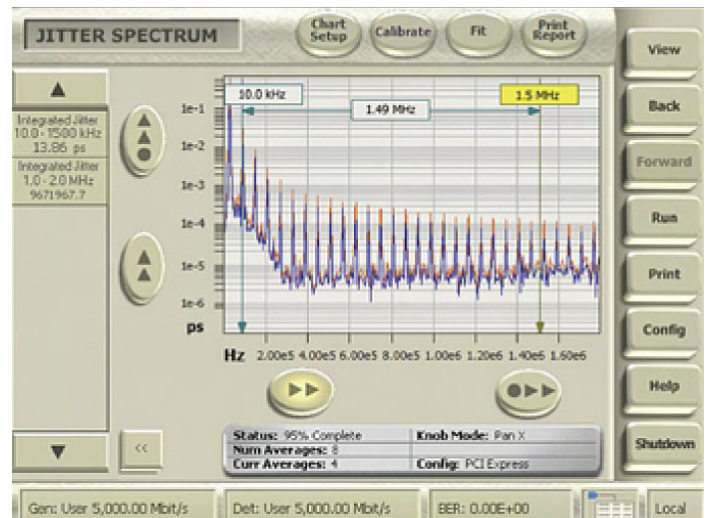 JITTER SPECTRUM
Chart Setup
Calibrate
Fit
Print Report
View
Back
Forward
Run
Print
Config
Help
Shutdown
Integrated Jitter
10.0-1500 kHz
13.86 ps
Integrated Jitter
1.0-2.0 MHz
9671967.7
10.0 kHz
1.49 MHz
1.5 MHz
1e-1
1e-2
1e-3
1e-4
1e-5
1e-6
ps
Hz 2.00e5 4.00e5 6.00e5 8.00e5 1.00e6 1.20e6 1.40e6 1.60e6
<<
Status: 95% Complete Knob Mode: Pan X
Num Averages: 8
Curr Averages: 4 Config: PCI Express
Gen: User 5,000.00 Mbit/s Det: User 5,000.00 Mbit/s BER: 0.00E+00 Local